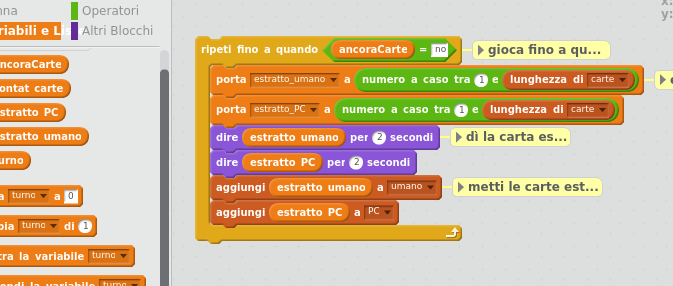 Operatori
riabili e Lis
Altri Blocchi
ancoraCarte
contat carte
estratto PC
estratto umano
turno
a turno a 0
bia turno di 1
tra la variabile turno
ondi la variabile turno
x:
y:
ripeti fino a quando ancoraCarte = no
gioca fino a qu...
porta estratto_umano a numero a caso tra 1 e lunghezza di carte
porta estratto_PC a numero a caso tra 1 e lunghezza di carte
dire estratto umano per 2 secondi
dì la carta es...
dire estratto PC per 2 secondi
aggiungi estratto umano a umano
metti le carte est...
aggiungi estratto PC a PC